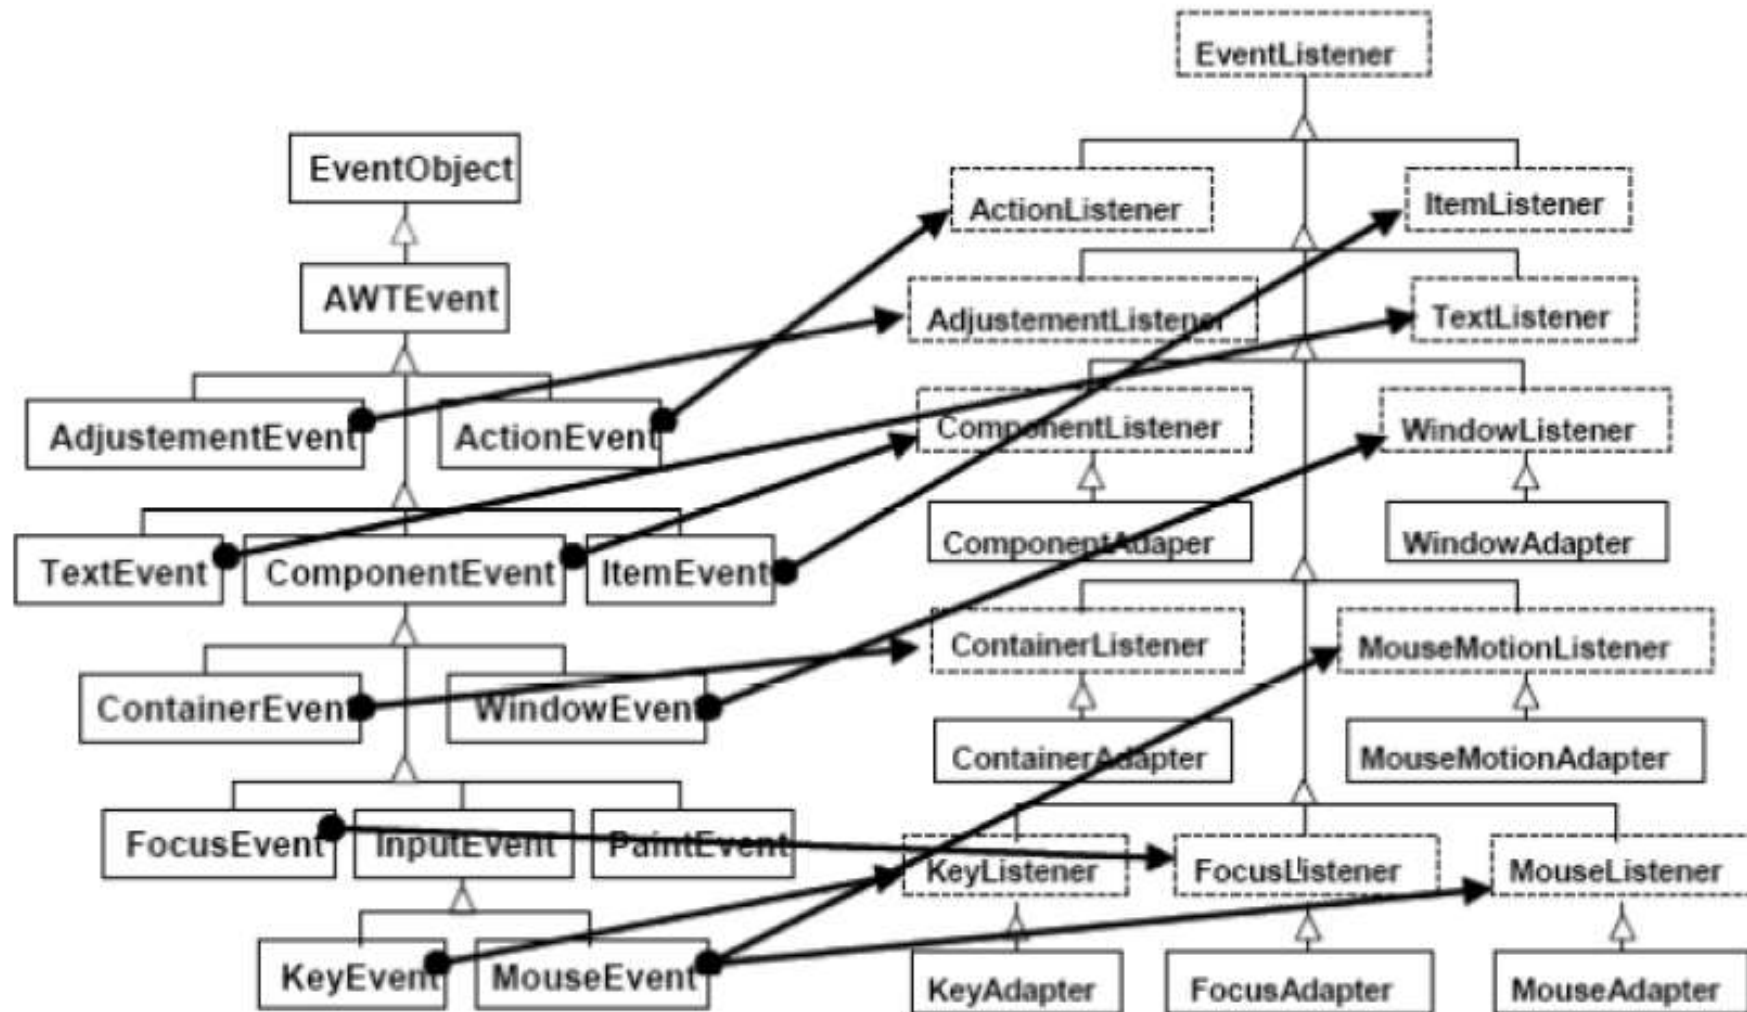 EventListener
EventObject
ActionListener
ItemListener
AWTEvent
AdjustementListener
TextListener
AdjustementEvent
ActionEvent
ComponentListener
WindowListener
ComponentAdaper
WindowAdapter
TextEvent
ComponentEvent
ItemEvent
ContainerListener
MouseMotionListener
ContainerEvent
WindowEvent
ContainerAdapter
MouseMotionAdapter
FocusEvent
InputEvent
PaintEvent
KeyListener
FocusListener
MouseListener
KeyEvent
MouseEvent
KeyAdapter
FocusAdapter
MouseAdapter